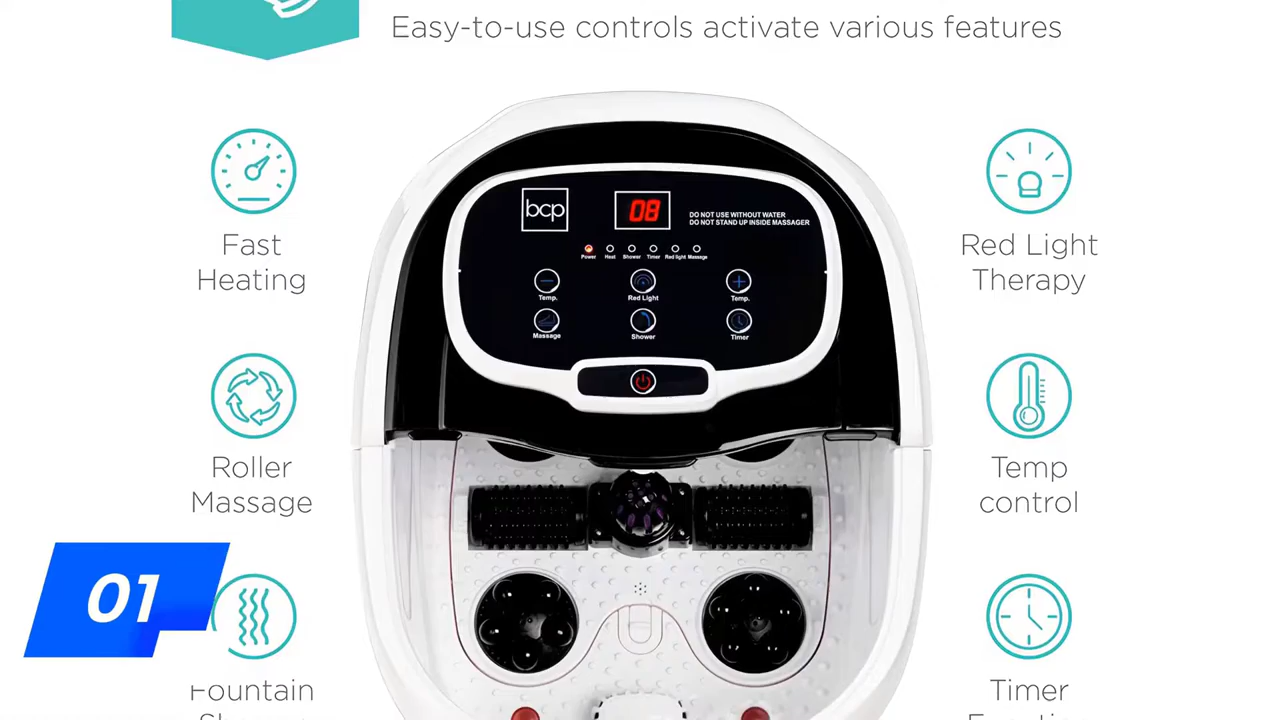 Easy-to-use controls activate various features
Fast
Heating
Roller
Massage
01
Fountain
Shower
bcp
08
DO NOT USE WITHOUT WATER
DO NOT STAND UP INSIDE MASSAGER
Power Heat Shower Timer Red light Massage
Temp. Red Light Temp.
Massage Shower Timer
Red Light
Therapy
Temp
control
Timer
Function